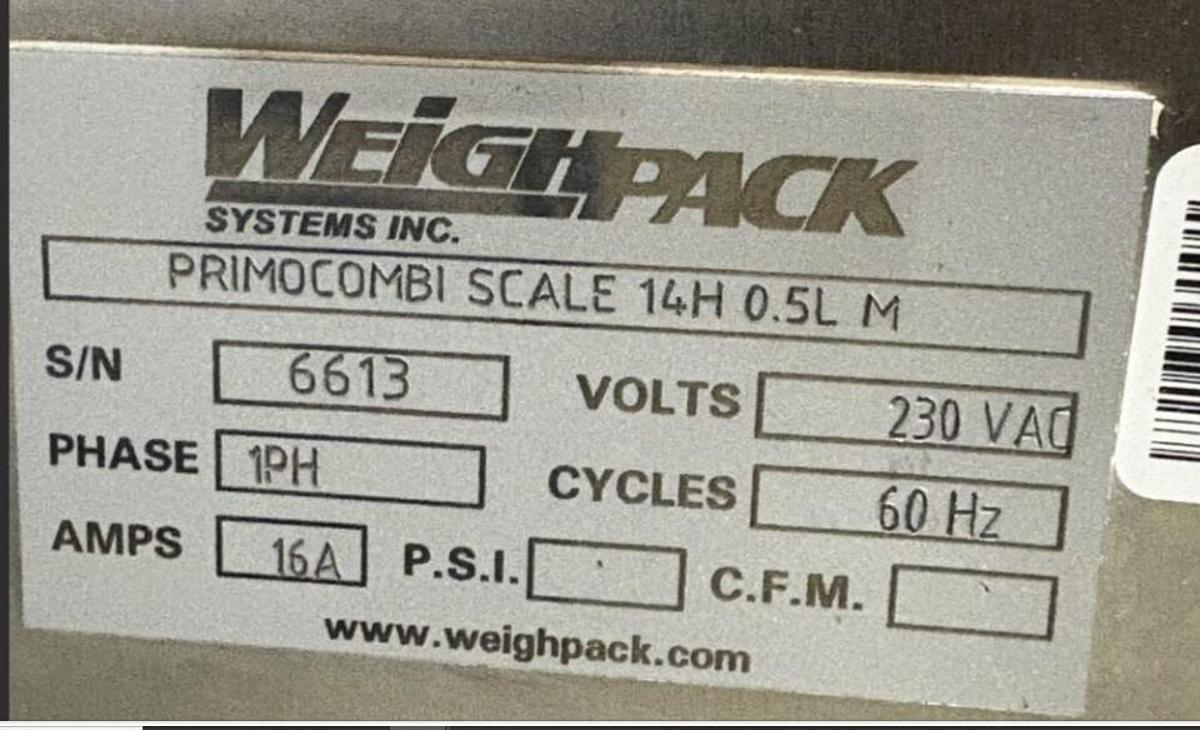 WEiGHPACK
SYSTEMS INC.
PRIMOCOMBI SCALE 14H 0.5L M
S/N 6613
VOLTS 230 VAC
PHASE 1PH
CYCLES 60 Hz
AMPS 16A P.S.I. C.F.M.
www.weighpack.com